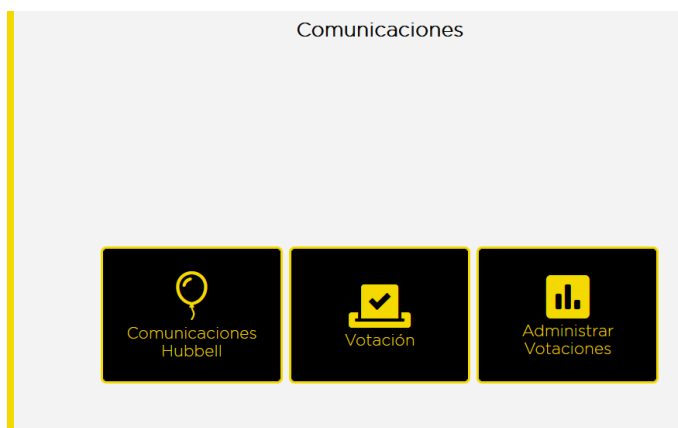 Comunicaciones
Comunicaciones
Hubbell
Votación
Administrar
Votaciones